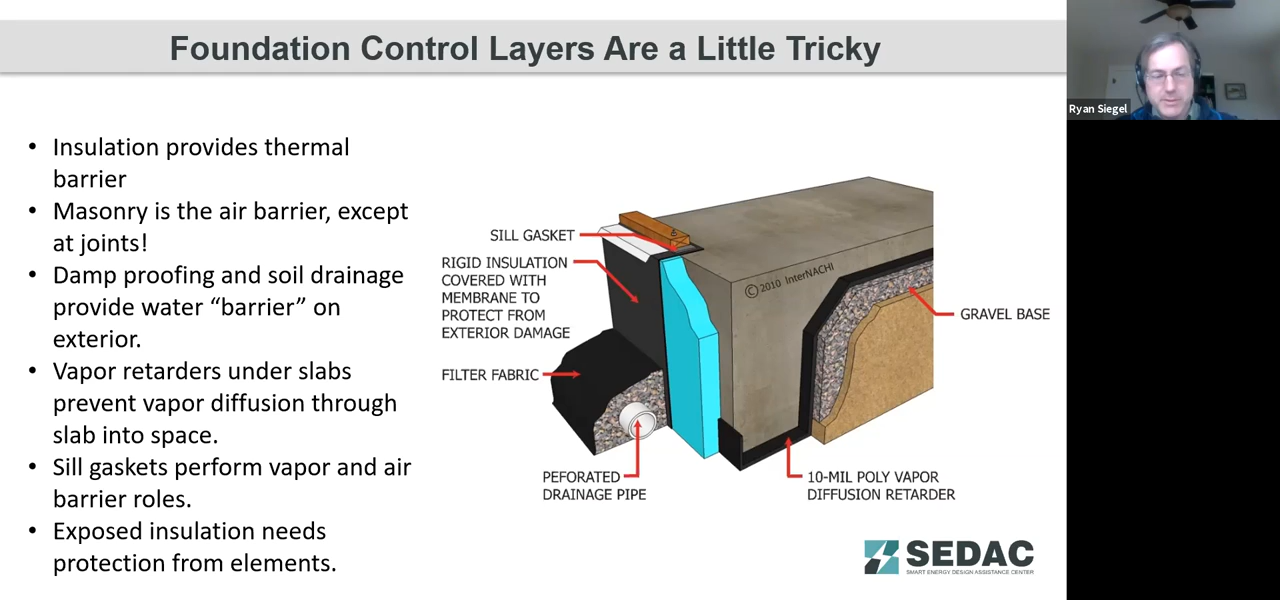 Foundation Control Layers Are a Little Tricky
• Insulation provides thermal
barrier
• Masonry is the air barrier, except
at joints!
• Damp proofing and soil drainage
provide water “barrier” on
exterior.
• Vapor retarders under slabs
prevent vapor diffusion through
slab into space.
• Sill gaskets perform vapor and air
barrier roles.
• Exposed insulation needs
protection from elements.
SILL GASKET
RIGID INSULATION
COVERED WITH
MEMBRANE TO
PROTECT FROM
EXTERIOR DAMAGE
FILTER FABRIC
PEFORATED
DRAINAGE PIPE
© 2010 InterNACHI
GRAVEL BASE
10-MIL POLY VAPOR
DIFFUSION RETARDER
SEDAC
SMART ENERGY DESIGN ASSISTANCE CENTER
Ryan Siegel